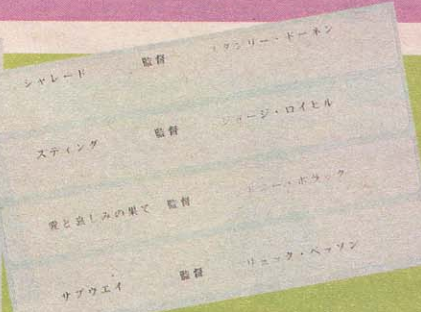 シャレード 監督 スタンリー・ドーネン
スティング 監督 ジョージ・ロイヒル
愛と哀しみの果て 監督 ドニー・ポラック
サブウェイ 監督 リュック・ベッソン